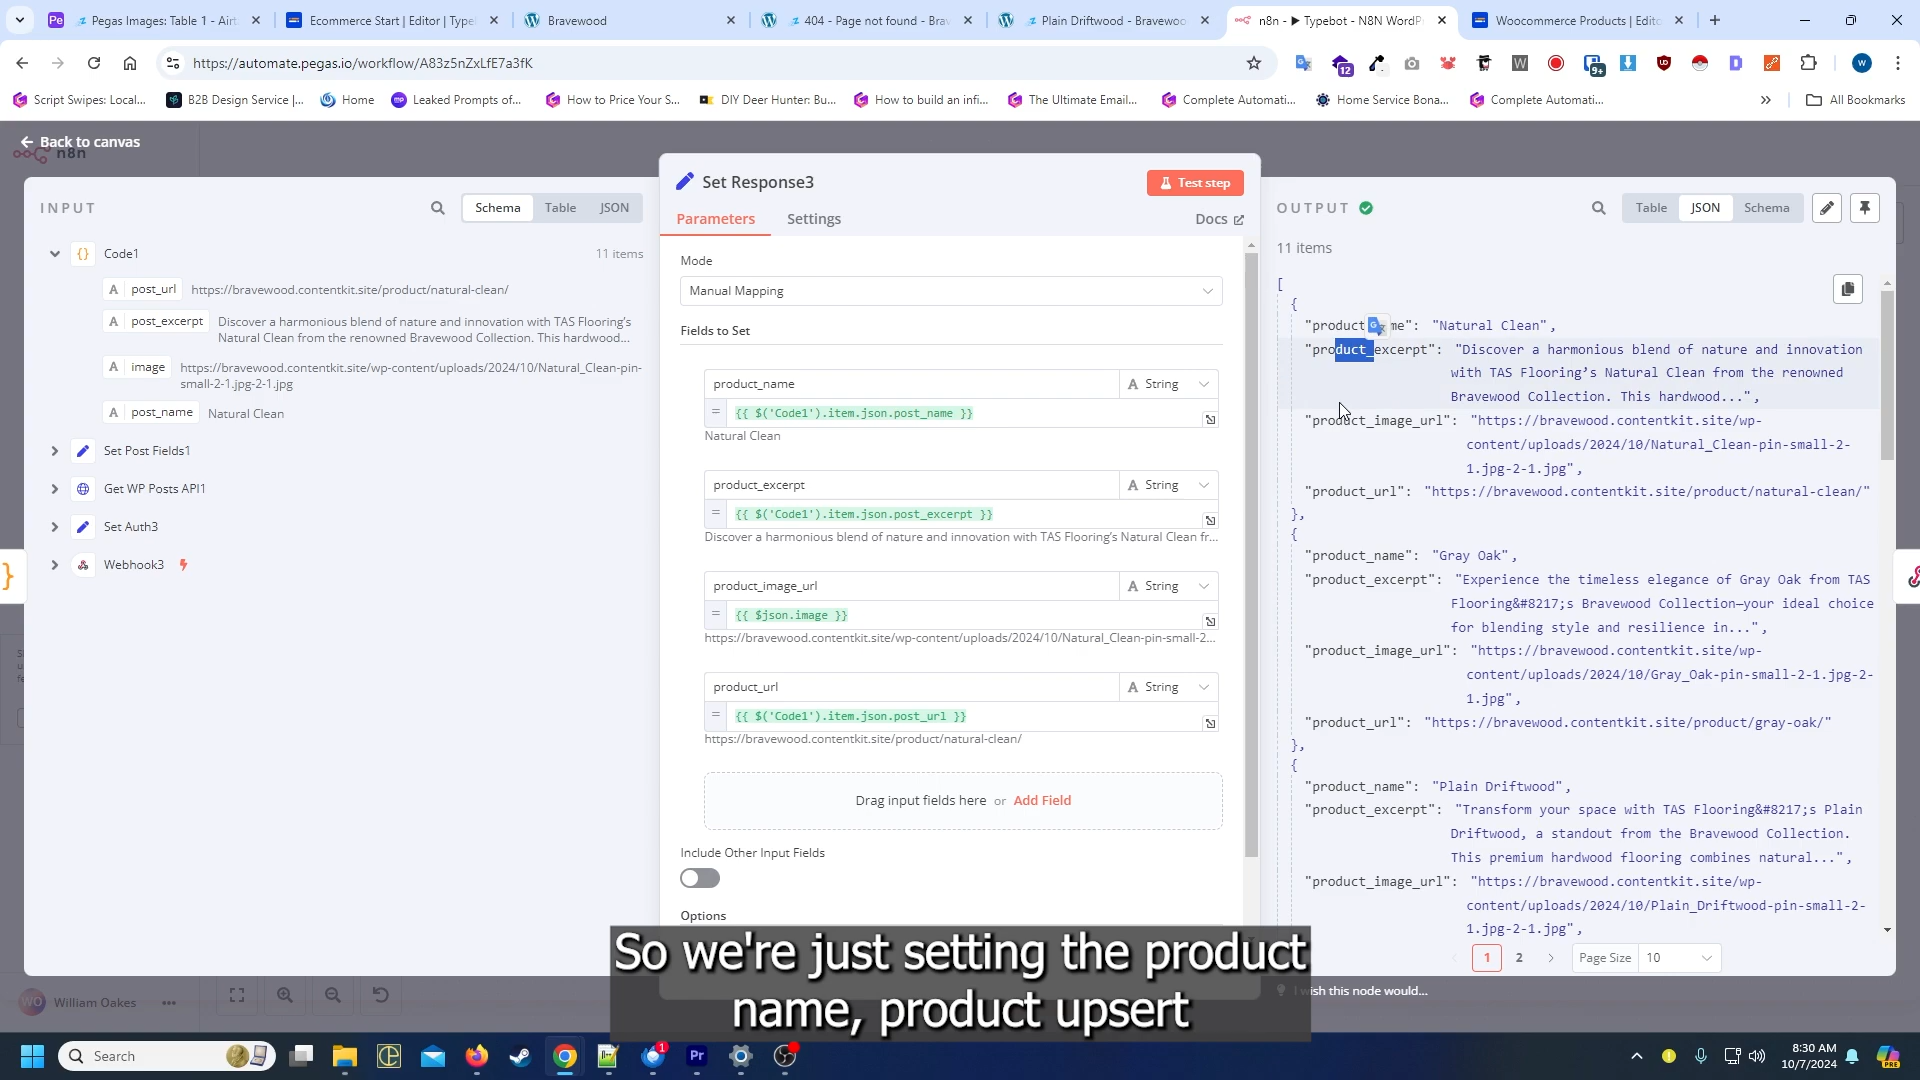 Pegas Images: Table 1 - Airt
Ecommerce Start | Editor | Type
Bravewood
404 - Page not found - Brav
Plain Driftwood - Bravewoo
n8n - ▶ Typebot - N8N WordP
Woocommerce Products | Edito
https://automate.pegas.io/workflow/A83z5nZxLfE7a3fK
12
9+
W
Script Swipes: Local...
B2B Design Service |...
Home
Leaked Prompts of...
How to Price Your S...
DIY Deer Hunter: Bu...
How to build an infi...
The Ultimate Email...
Complete Automati...
Home Service Bona...
Complete Automati...
All Bookmarks
Back to canvas
n8n
INPUT
Schema
Table
JSON
Code1
11 items
A post_url https://bravewood.contentkit.site/product/natural-clean/
A post_excerpt Discover a harmonious blend of nature and innovation with TAS Flooring's
Natural Clean from the renowned Bravewood Collection. This hardwood...
A image https://bravewood.contentkit.site/wp-content/uploads/2024/10/Natural_Clean-pin-
small-2-1.jpg-2-1.jpg
A post_name Natural Clean
Set Post Fields1
Get WP Posts API1
Set Auth3
Webhook3
Set Response3
Test step
Parameters
Settings
Docs
Mode
Manual Mapping
Fields to Set
product_name
A String
= {{ $('Code1').item.json.post_name }}
Natural Clean
product_excerpt
A String
= {{ $('Code1').item.json.post_excerpt }}
Discover a harmonious blend of nature and innovation with TAS Flooring's Natural Clean fr...
product_image_url
A String
= {{ $json.image }}
https://bravewood.contentkit.site/wp-content/uploads/2024/10/Natural_Clean-pin-small-2...
product_url
A String
= {{ $('Code1').item.json.post_url }}
https://bravewood.contentkit.site/product/natural-clean/
Drag input fields here or Add Field
Include Other Input Fields
Options
OUTPUT
Table
JSON
Schema
11 items
[
{
"product me": "Natural Clean",
"product_excerpt": "Discover a harmonious blend of nature and innovation
with TAS Flooring’s Natural Clean from the renowned
Bravewood Collection. This hardwood...",
"product_image_url": "https://bravewood.contentkit.site/wp-
content/uploads/2024/10/Natural_Clean-pin-small-2-
1.jpg-2-1.jpg",
"product_url": "https://bravewood.contentkit.site/product/natural-clean/"
},
{
"product_name": "Gray Oak",
"product_excerpt": "Experience the timeless elegance of Gray Oak from TAS
Flooring&#8217;s Bravewood Collection—your ideal choice
for blending style and resilience in...",
"product_image_url": "https://bravewood.contentkit.site/wp-
content/uploads/2024/10/Gray_Oak-pin-small-2-1.jpg-2-
1.jpg",
"product_url": "https://bravewood.contentkit.site/product/gray-oak/"
},
{
"product_name": "Plain Driftwood",
"product_excerpt": "Transform your space with TAS Flooring&#8217;s Plain
Driftwood, a standout from the Bravewood Collection.
This premium hardwood flooring combines natural...",
"product_image_url": "https://bravewood.contentkit.site/wp-
content/uploads/2024/10/Plain_Driftwood-pin-small-2-
1.jpg-2-1.jpg",
1
2
Page Size
10
wish this node would...
WO
William Oakes
So we're just setting the product
name, product upsert
Search
1
Pr
8:30 AM
10/7/2024